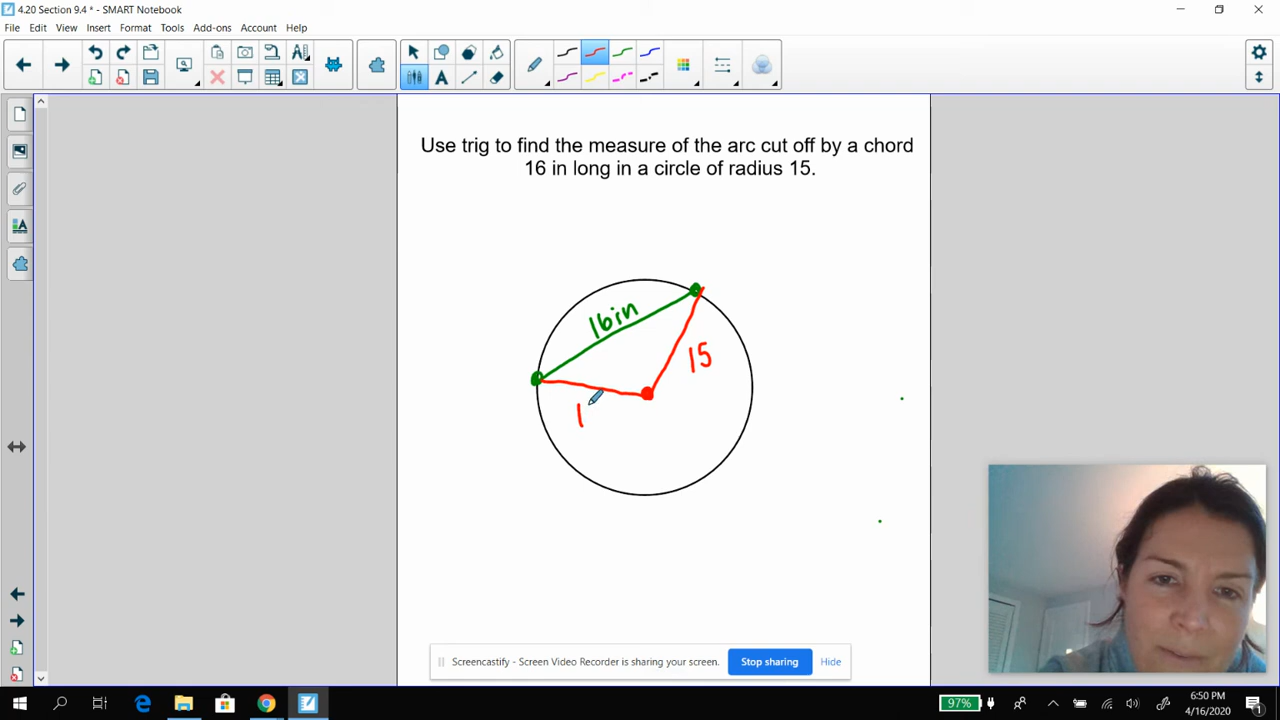 4.20 Section 9.4 * - SMART Notebook
File Edit View Insert Format Tools Add-ons Account Help
Use trig to find the measure of the arc cut off by a chord
16 in long in a circle of radius 15.
16in
15
1
Screencastify - Screen Video Recorder is sharing your screen.
Stop sharing
Hide
97%
6:50 PM
4/16/2020
1